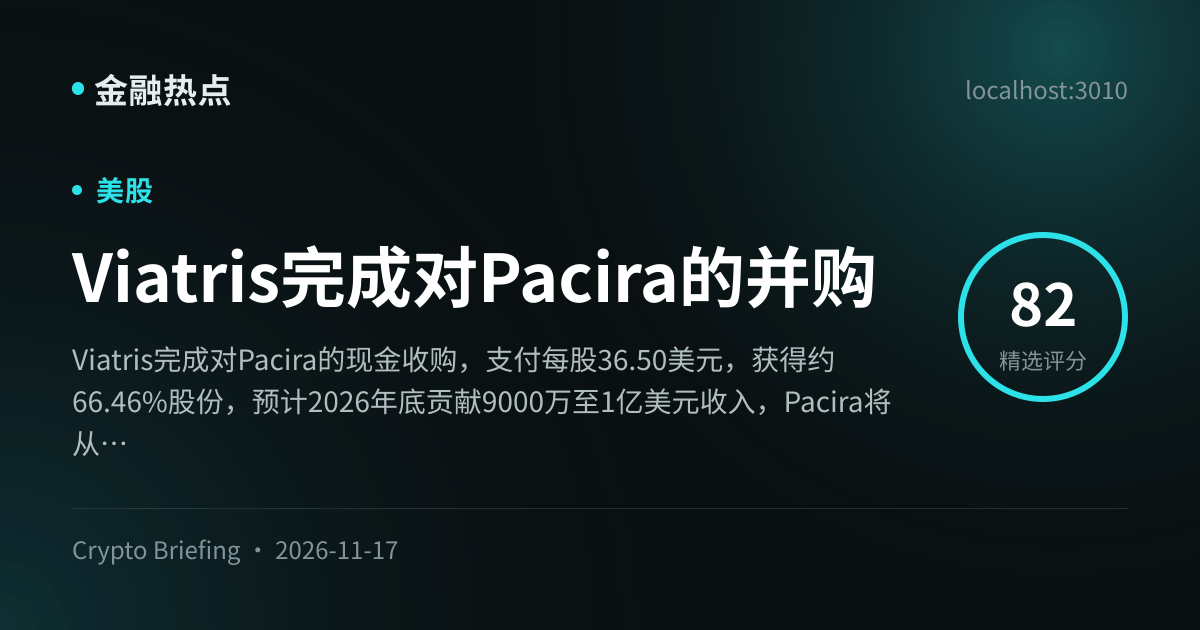 金融热点
localhost:3010
美股
Viatris完成对Pacira的并购
82
精选评分
Viatris完成对Pacira的现金收购，支付每股36.50美元，获得约
66.46%股份，预计2026年底贡献9000万至1亿美元收入，Pacira将
从…
Crypto Briefing · 2026-11-17